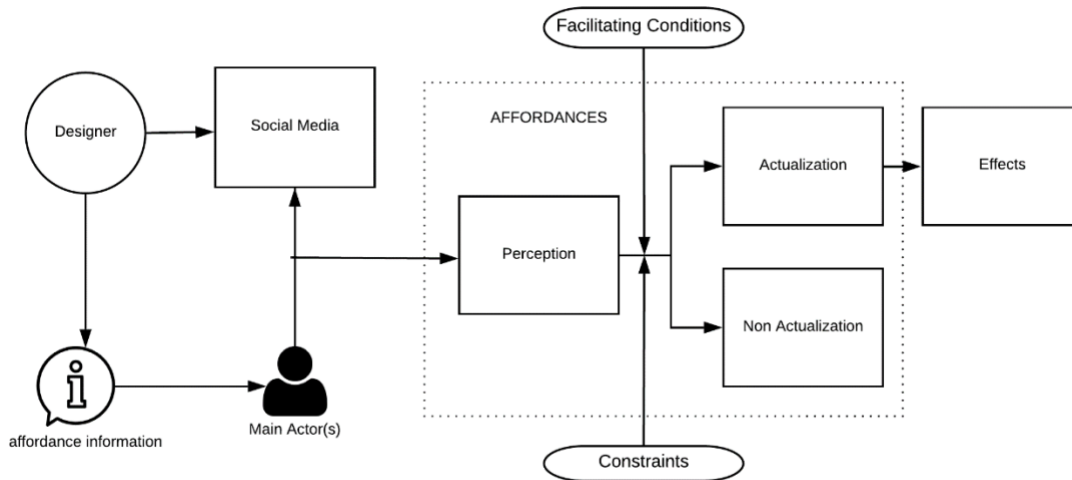 Facilitating Conditions
Designer
Social Media
AFFORDANCES
Actualization
Effects
Perception
Non Actualization
affordance information
Main Actor(s)
Constraints